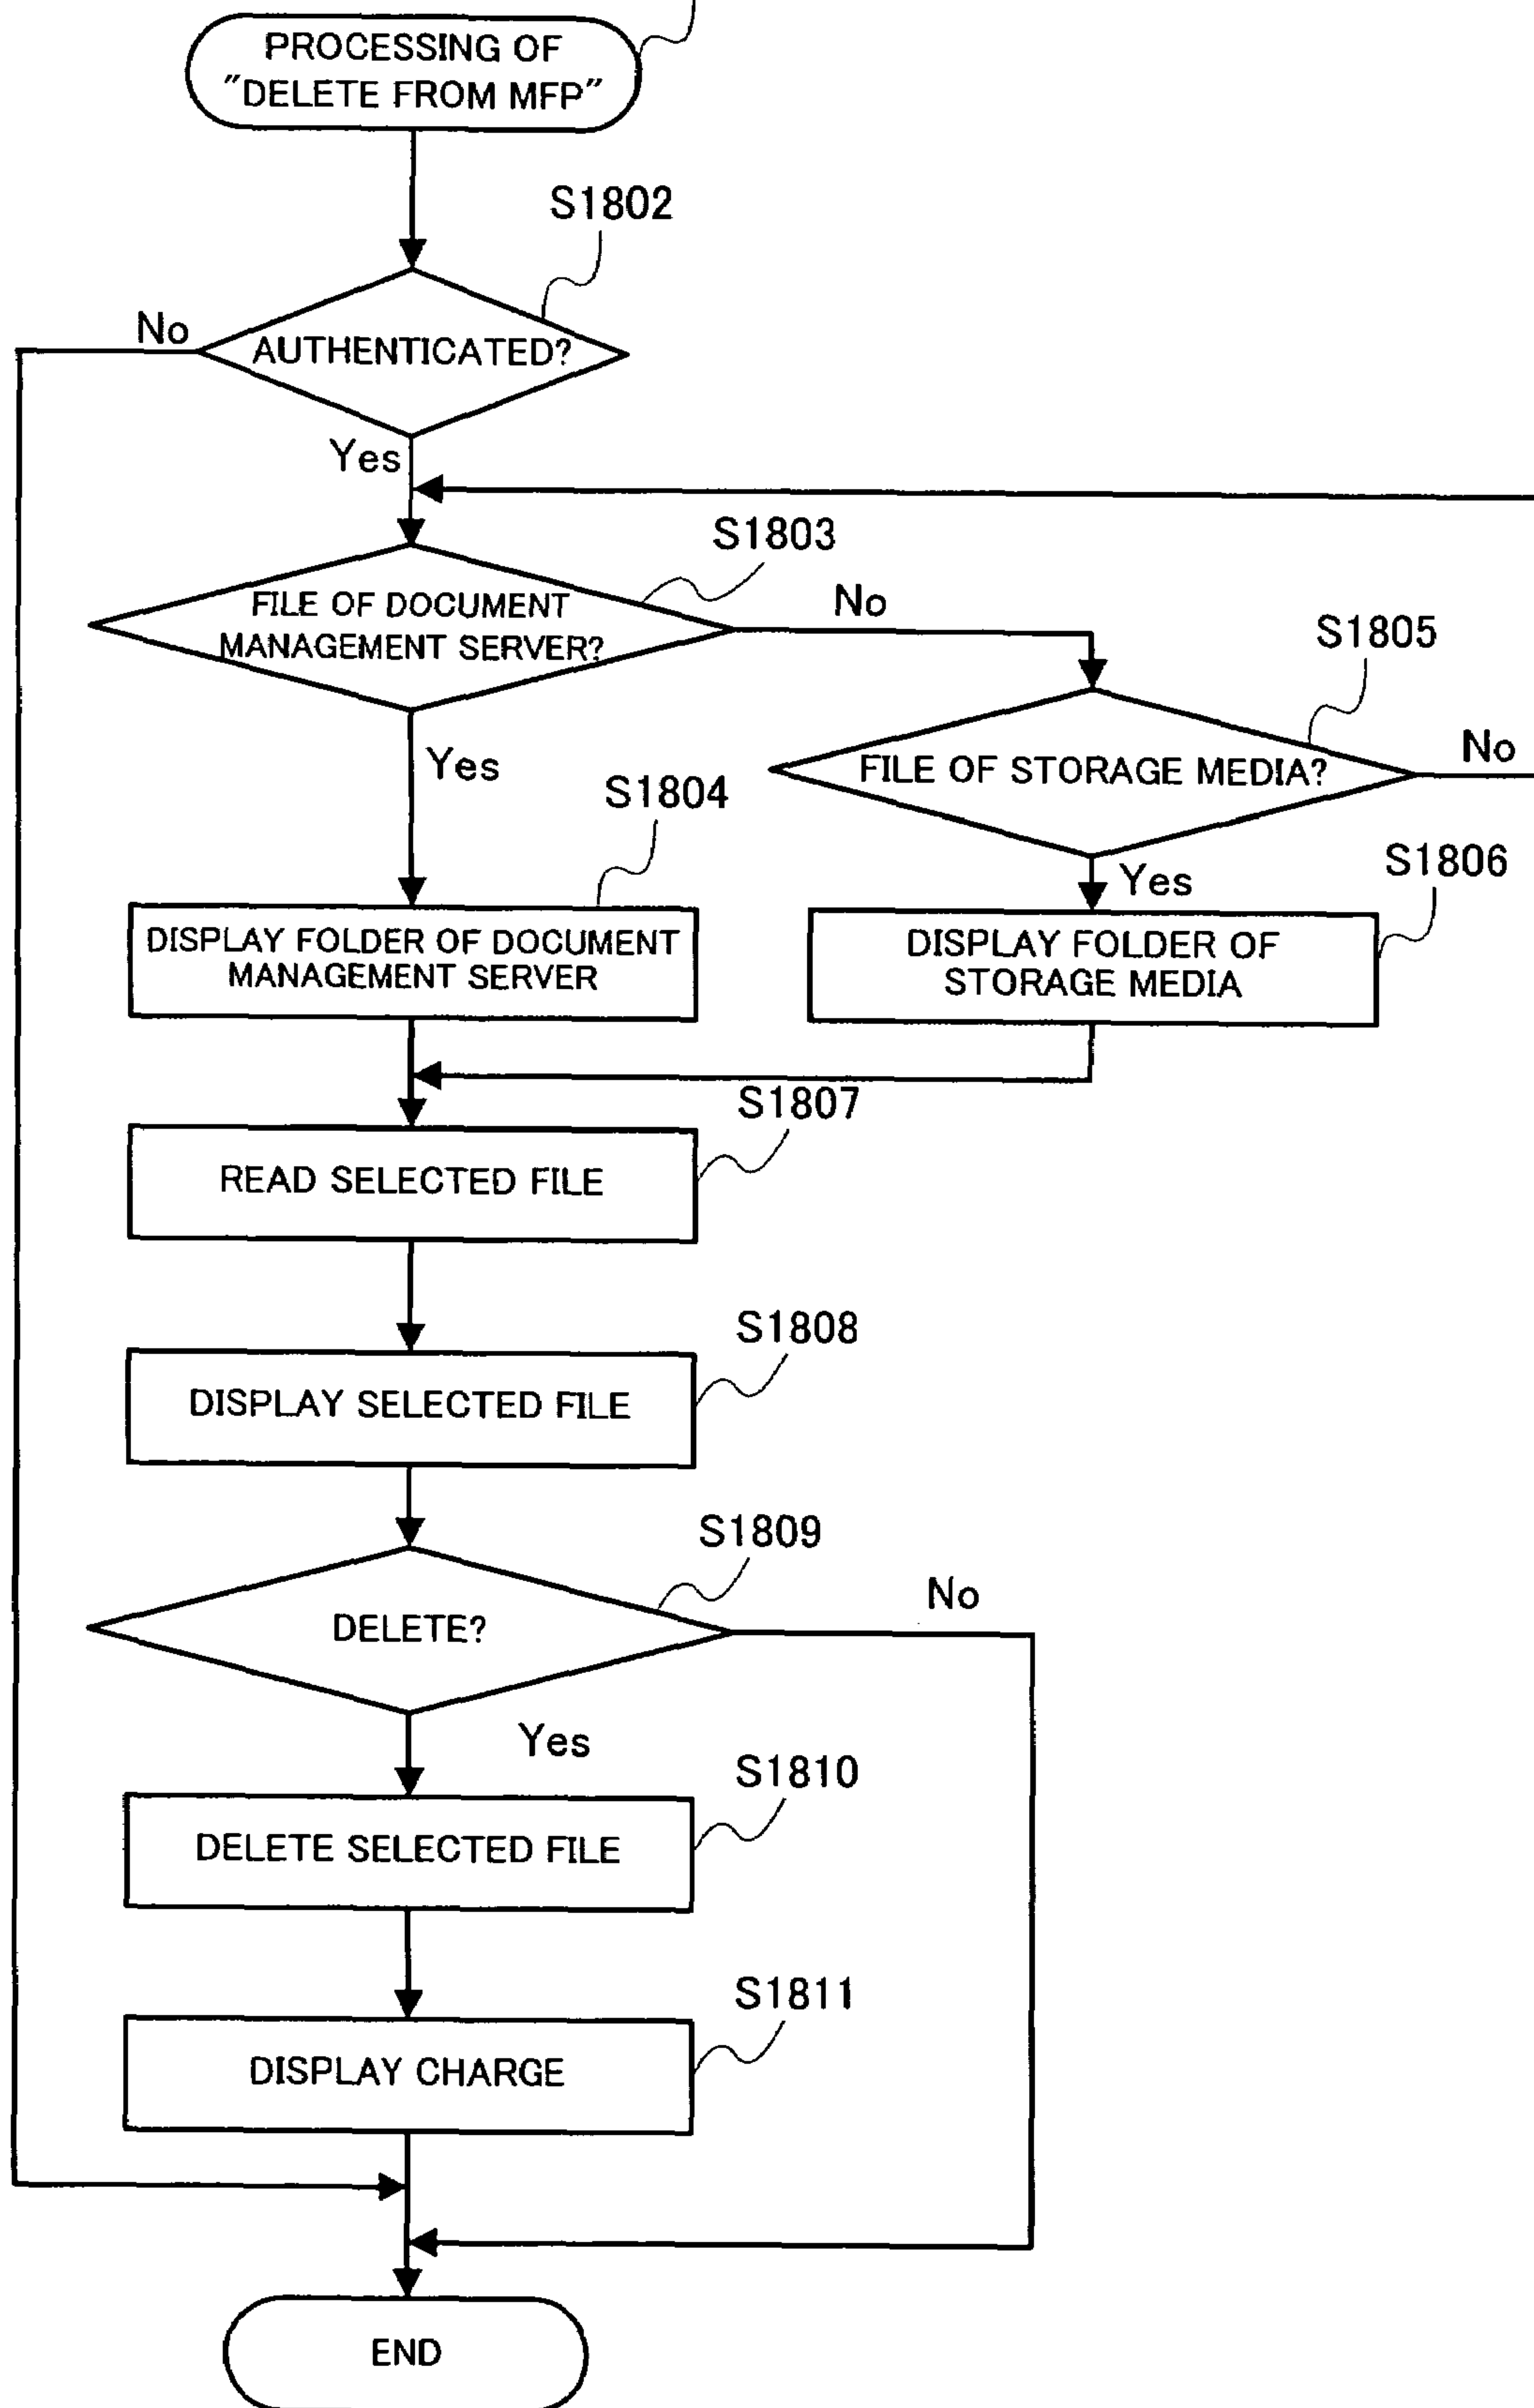 PROCESSING OF
"DELETE FROM MFP"
S1802
No
AUTHENTICATED?
Yes
S1803
FILE OF DOCUMENT
MANAGEMENT SERVER?
No
S1805
Yes
FILE OF STORAGE MEDIA?
No
S1804
S1806
Yes
DISPLAY FOLDER OF DOCUMENT
MANAGEMENT SERVER
DISPLAY FOLDER OF
STORAGE MEDIA
S1807
READ SELECTED FILE
S1808
DISPLAY SELECTED FILE
S1809
No
DELETE?
Yes
S1810
DELETE SELECTED FILE
S1811
DISPLAY CHARGE
END